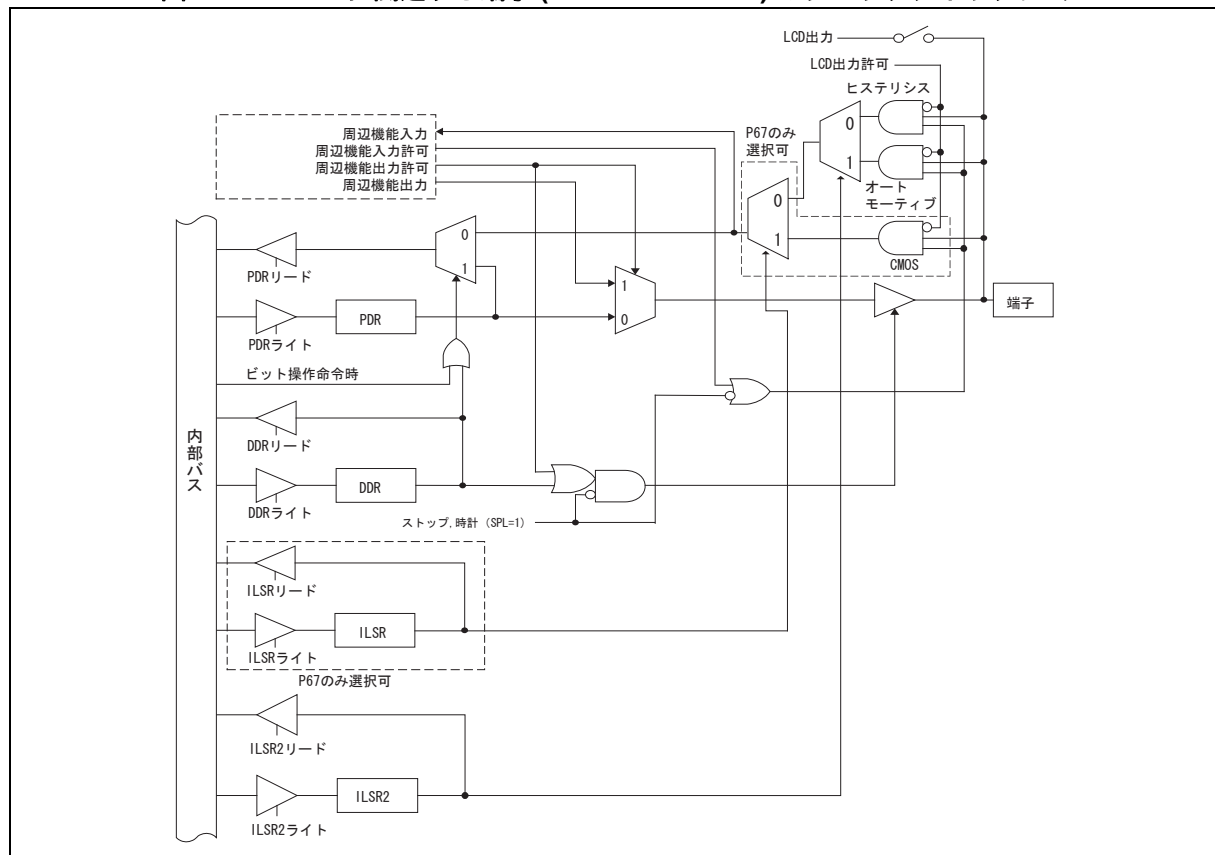 LCD出力
LCD出力許可
ヒステリシス
周辺機能入力
周辺機能入力許可
周辺機能出力許可
周辺機能出力
P67のみ
選択可
0
1
オート
モーティブ
0
1
CMOS
0
1
PDRリード
1
0
端子
PDR
PDRライト
ビット操作命令時
DDRリード
内部バス
DDR
DDRライト
ストップ,時計 (SPL=1)
ILSRリード
ILSR
ILSRライト
P67のみ選択可
ILSR2リード
ILSR2
ILSR2ライト